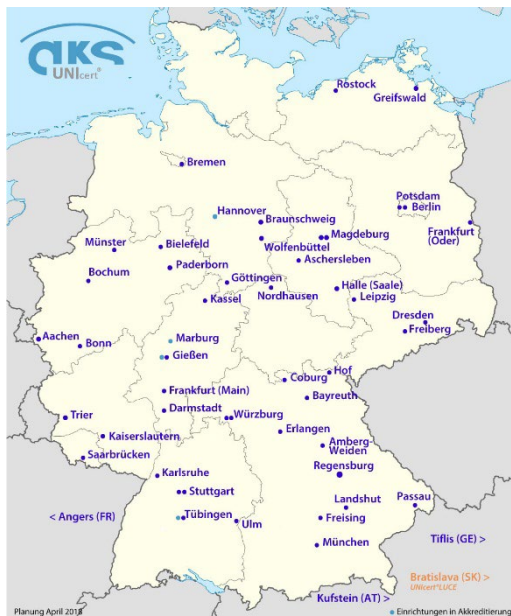 aks
UNIcert®
Rostock
Greifswald
Bremen
Hannover
Braunschweig
Potsdam
Berlin
Frankfurt
(Oder)
Münster
Bielefeld
Wolfenbüttel
Magdeburg
Aschersleben
Bochum
Paderborn
Göttingen
Nordhausen
Halle (Saale)
Leipzig
Kassel
Dresden
Freiberg
Aachen
Bonn
Marburg
Gießen
Hof
Coburg
Bayreuth
Frankfurt (Main)
Darmstadt
Würzburg
Trier
Erlangen
Kaiserslautern
Amberg-
Weiden
Saarbrücken
Regensburg
Karlsruhe
Stuttgart
Landshut
Passau
< Angers (FR)
Tübingen
Ulm
Freising
Tiflis (GE) >
München
Bratislava (SK) >
UNIcert®LUCE
Kufstein (AT) >
Planung April 2018
Einrichtungen in Akkreditierung